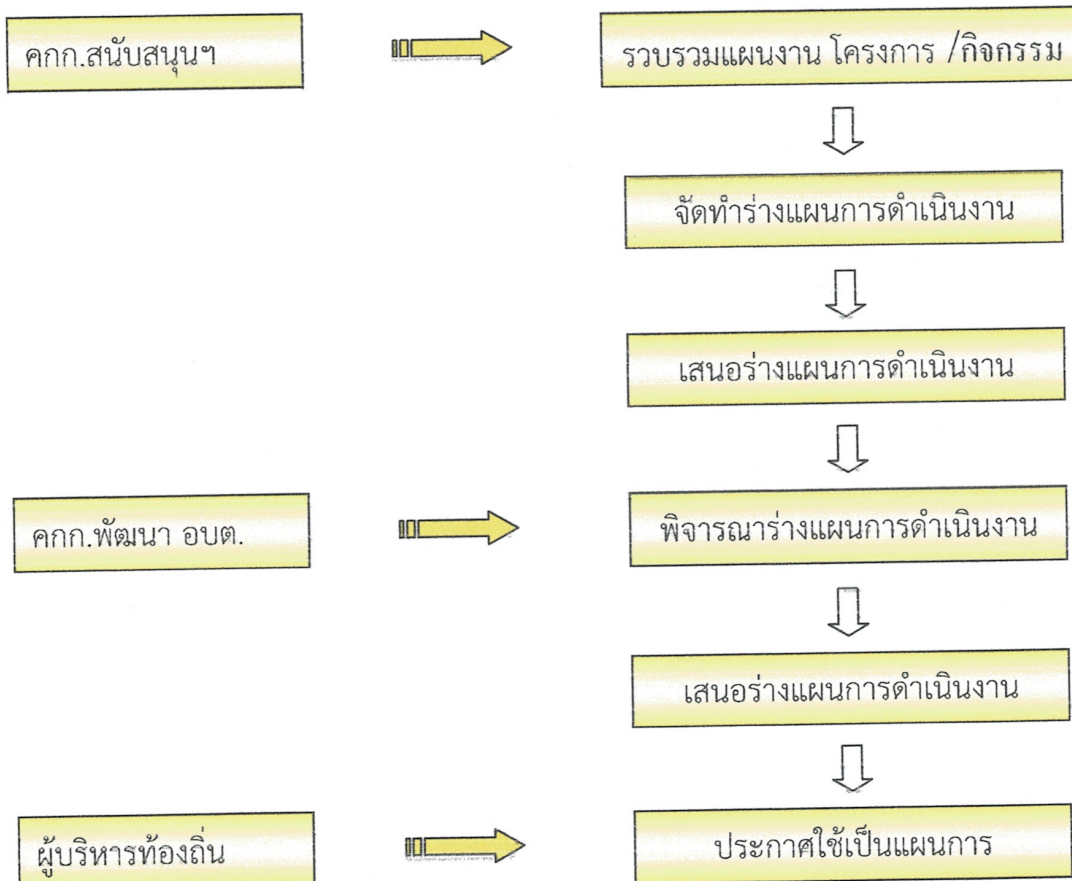 คกก.สนับสนุนฯ
รวบรวมแผนงาน โครงการ /กิจกรรม
จัดทำร่างแผนการดำเนินงาน
เสนอร่างแผนการดำเนินงาน
คกก.พัฒนา อบต.
พิจารณาร่างแผนการดำเนินงาน
เสนอร่างแผนการดำเนินงาน
ผู้บริหารท้องถิ่น
ประกาศใช้เป็นแผนการ